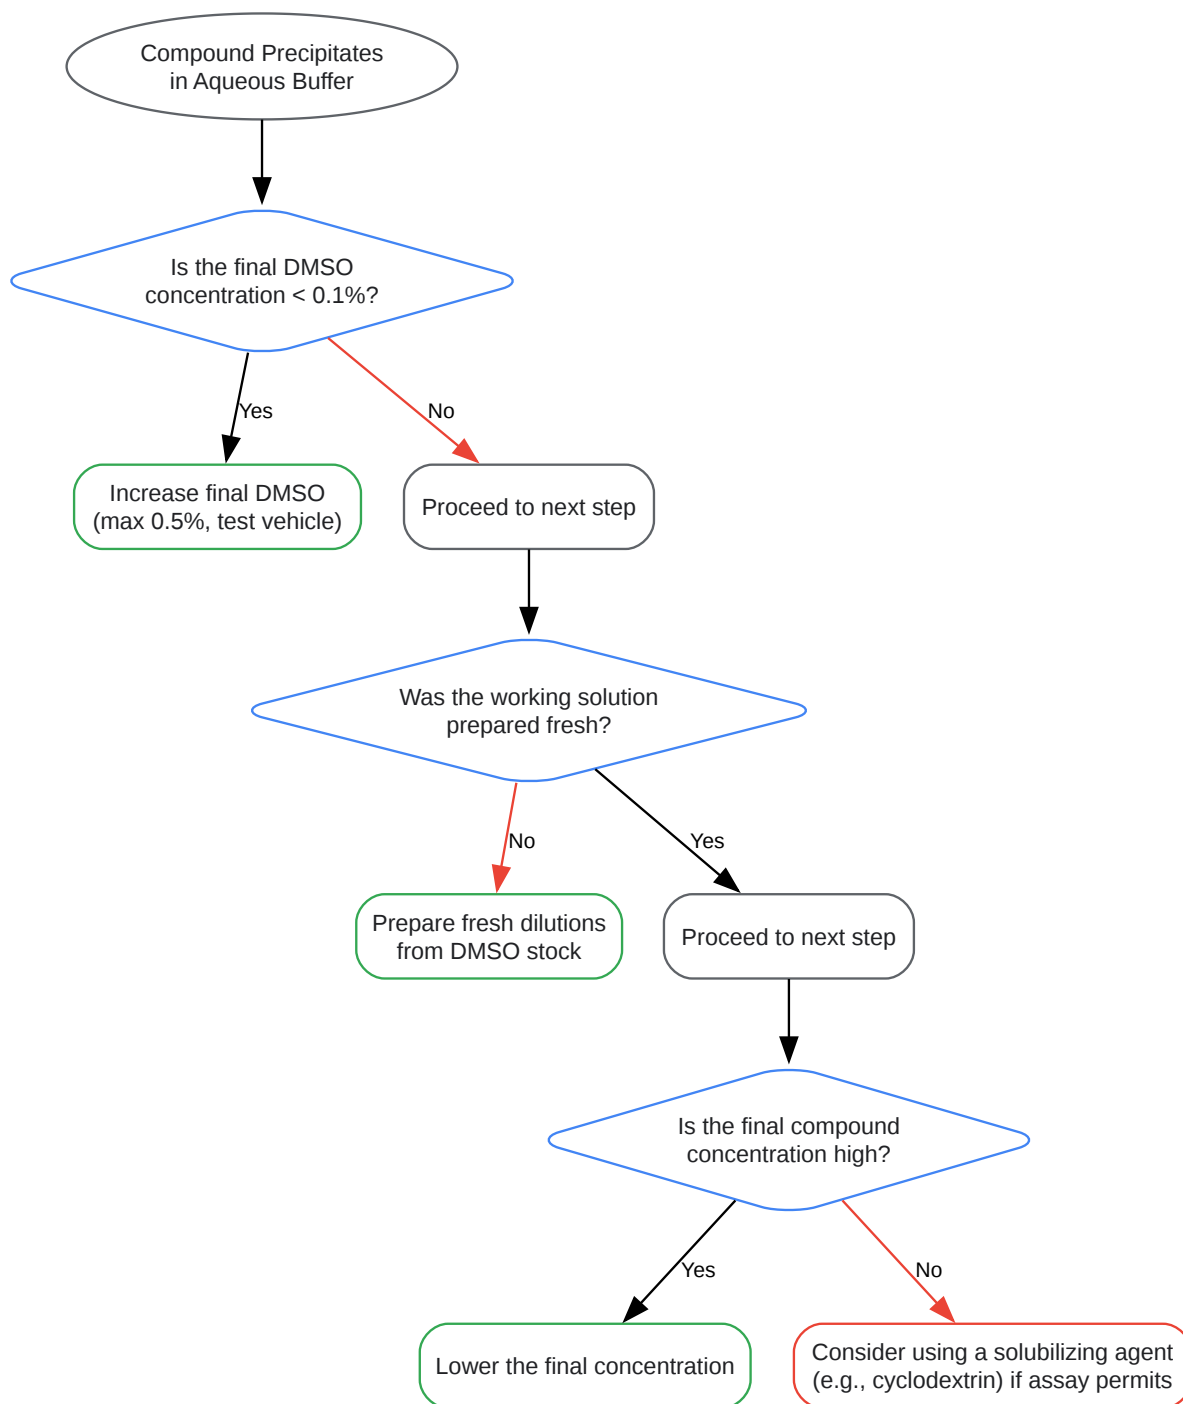 Compound Precipitates
in Aqueous Buffer
Is the final DMSO
concentration < 0.1%?
Yes
No
Increase final DMSO
(max 0.5%, test vehicle)
Proceed to next step
Was the working solution
prepared fresh?
No
Yes
Prepare fresh dilutions
from DMSO stock
Proceed to next step
Is the final compound
concentration high?
Yes
No
Lower the final concentration
Consider using a solubilizing agent
(e.g., cyclodextrin) if assay permits